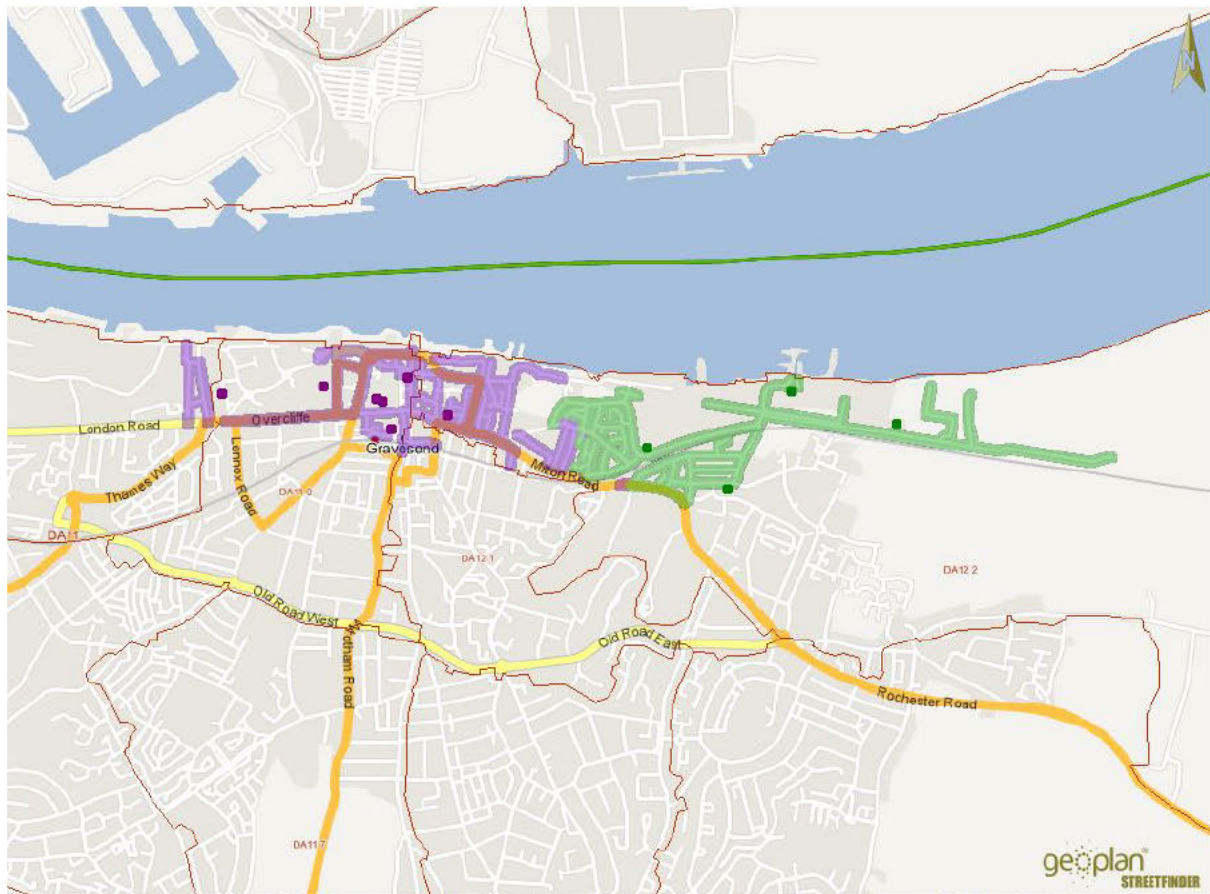 N
Overcliffe
London Road
Gravesend
Milton Road
Thames Way
Lennox Road
DA11 0
DA11
DA12 1
DA12 2
Old Road West
Old Road East
Wrotham Road
Rochester Road
DA11 7
geoplan
STREETFINDER